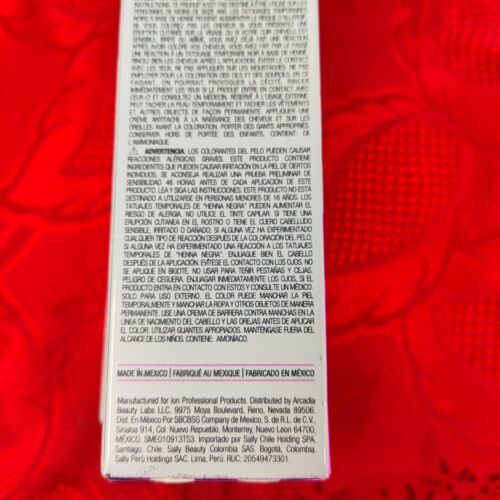 INSTRUCTIONS. CE PRODUIT N'EST PAS DESTINÉ À ÊTRE UTILISÉ SUR LES
PERSONNES DE MOINS DE SEIZE ANS. LES TATOUAGES TEMPORAIRES
NOIRS À BASE DE HENNÉ PEUVENT AUGMENTER LE RISQUE D'ALLERGIE.
NE VOUS COLOREZ PAS LES CHEVEUX SI VOUS PRÉSENTEZ UNE
ÉRUPTION CUTANÉE SUR LE VISAGE OU SI VOTRE CUIR CHEVELU EST
SENSIBLE, IRRITÉ OU ABÎMÉ, VOUS AVEZ DÉJÀ FAIT UNE RÉACTION
APRÈS AVOIR COLORÉ VOS CHEVEUX, VOUS AVEZ FAIT PAR LE PASSÉ
UNE RÉACTION À UN TATOUAGE TEMPORAIRE NOIR À BASE DE HENNÉ.
RINCEZ BIEN LES CHEVEUX APRÈS L'APPLICATION. ÉVITER LE CONTACT
AVEC LES YEUX. NE PAS APPLIQUER SUR LES MOUSTACHES. NE PAS
EMPLOYER POUR LA COLORATION DES CILS ET DES SOURCILS. EN LE
FAISANT, ON POURRAIT PROVOQUER LA CÉCITÉ. RINCER
IMMÉDIATEMENT LES YEUX SI LE PRODUIT ENTRE EN CONTACT AVEC
CEUX-CI ET CONSULTEZ UN MÉDECIN. RÉSERVÉ À L'USAGE EXTERNE.
PEUT TACHER LA PEAU TEMPORAIREMENT ET TACHER LES VÊTEMENTS
ET AUTRES OBJETS DE FAÇON PERMANENTE. APPLIQUER UNE
CRÈME ANTITACHE À LA NAISSANCE DES CHEVEUX ET SUR LES
OREILLES AVANT LA COLORATION. PORTER DES GANTS APPROPRIÉS.
CONSERVER HORS DE PORTÉE DES ENFANTS. CONTIENT: DE
L'AMMONIAQUE.
ADVERTENCIA: LOS COLORANTES DEL PELO PUEDEN CAUSAR
REACCIONES ALÉRGICAS GRAVES. ESTE PRODUCTO CONTIENE
INGREDIENTES QUE PUEDEN CAUSAR IRRITACIÓN EN LA PIEL DE CIERTOS
INDIVIDUOS, SE ACONSEJA REALIZAR UNA PRUEBA PRELIMINAR DE
SENSIBILIDAD 48 HORAS ANTES DE CADA APLICACIÓN DE ESTE
PRODUCTO. LEA Y SIGA LAS INSTRUCCIONES. ESTE PRODUCTO NO ESTÁ
DESTINADO A UTILIZARSE EN PERSONAS MENORES DE 16 AÑOS. LOS
TATUAJES TEMPORALES DE "HENNA NEGRA" PUEDEN AUMENTAR EL
RIESGO DE ALERGIA. NO UTILICE EL TINTE CAPILAR: SI TIENE UNA
ERUPCIÓN CUTANEA EN EL ROSTRO O TIENE EL CUERO CABELLUDO
SENSIBLE, IRRITADO O DAÑADO; SI ALGUNA VEZ HA EXPERIMENTADO
CUALQUIER TIPO DE REACCIÓN DESPUÉS DE LA COLORACIÓN DEL PELO;
SI ALGUNA VEZ HA EXPERIMENTADO UNA REACCIÓN A LOS TATUAJES
TEMPORALES DE "HENNA NEGRA". ENJUAGUE BIEN EL CABELLO
DESPUÉS DE LA APLICACIÓN. EVÍTESE EL CONTACTO CON LOS OJOS. NO
SE APLIQUE EN BIGOTE. NO USAR PARA TEÑIR PESTAÑAS Y CEJAS.
PELIGRO DE CEGUERA. ENJUAGAR INMEDIATAMENTE LOS OJOS, SI EL
PRODUCTO ENTRA EN CONTACTO CON ESTOS Y CONSULTE UN MÉDICO.
SOLO PARA USO EXTERNO. EL COLOR PUEDE MANCHAR LA PIEL
TEMPORALMENTE Y MANCHAR LA ROPA Y OTROS OBJETOS DE MANERA
PERMANENTE. USE UNA CREMA DE BARRERA CONTRA MANCHAS EN LA
LINEA DE NACIMIENTO DEL CABELLO Y LAS OREJAS ANTES DE APLICAR
EL COLOR. UTILIZAR GUANTES APROPIADOS. MANTÉNGASE FUERA DEL
ALCANCE DE LOS NIÑOS. CONTIENE: AMONÍACO.
MADE IN MEXICO | FABRIQUÉ AU MEXIQUE | FABRICADO EN MÉXICO
Manufactured for ion Professional Products. Distributed by Arcadia
Beauty Labs LLC, 9975 Moya Boulevard, Reno, Nevada 89506.
Dist. En México por SBCBSG Company de Mexico, S. de R.L. de C.V.
Sinaloa 914, Col. Nuevo Repueblo, Monterrey, Nuevo Leon 64700,
MÉXICO, SME010913TS3. Importado por Sally Chile Holding SPA,
Santiago, Chile. Sally Beauty Colombia SAS. Bogotá, Colombia.
Sally Perú Holdings SAC. Lima, Perú. RUC: 20549473301.